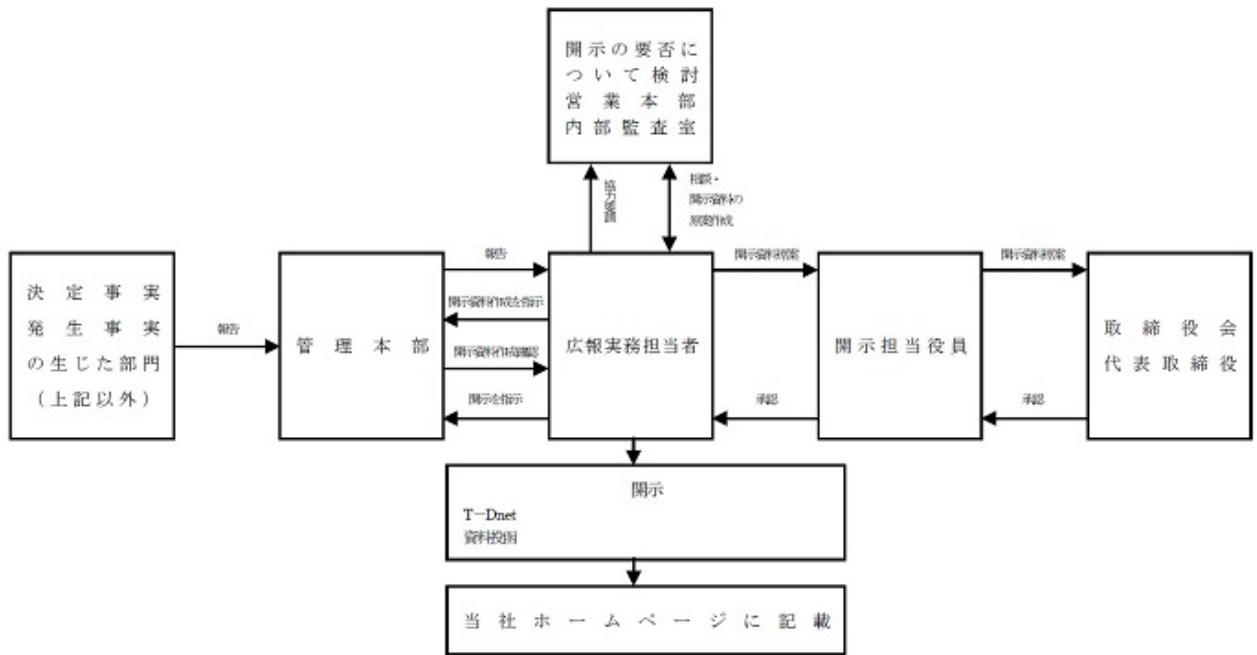 開示の要否に
ついて検討
営業本部
内部監査室
協力要請
相談・
開示資料の
原案作成
決定事実
発生事実
の生じた部門
(上記以外)
報告
管理本部
報告
開示資料作成を指示
開示資料作成確認
開示を指示
広報実務担当者
開示資料原案
承認
開示担当役員
開示資料原案
承認
取締役会
代表取締役
開示
T－Dnet
資料投函
当社ホームページに記載